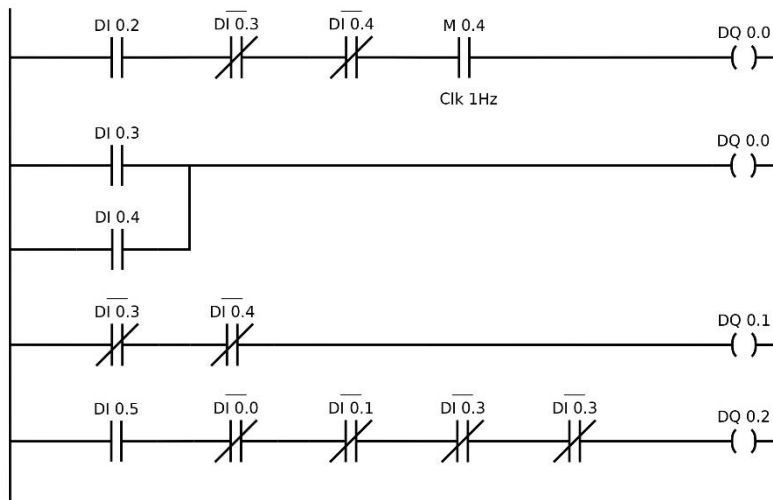 DI 0.2 DI 0.3 DI 0.4 M 0.4 DQ 0.0
Clk 1Hz
DI 0.3 DQ 0.0
DI 0.4
DI 0.3 DI 0.4 DQ 0.1
DI 0.5 DI 0.0 DI 0.1 DI 0.3 DI 0.3 DQ 0.2